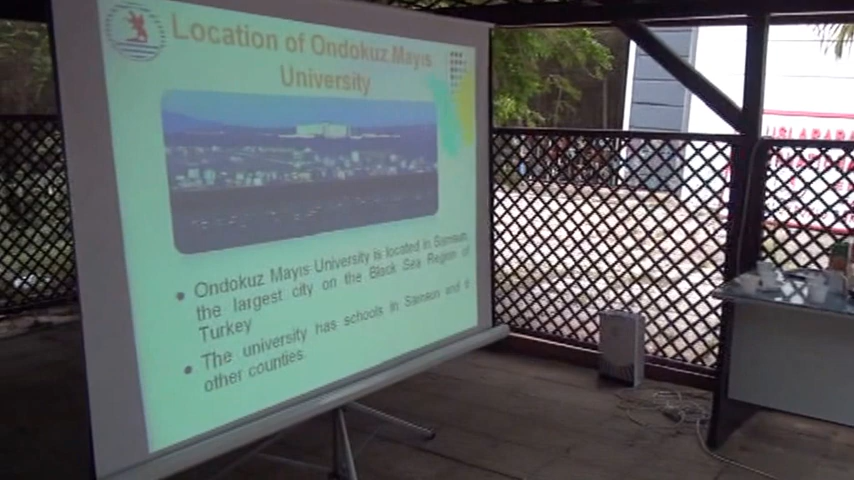 Location of Ondokuz Mayıs
University
• Ondokuz Mayıs University is located in Samsun,
the largest city on the Black Sea Region of
Turkey
• The university has schools in Samsun and
other counties.